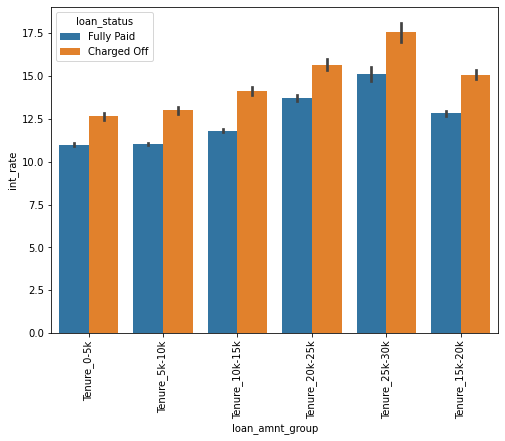 loan_status
Fully Paid
Charged Off
int_rate
17.5
15.0
12.5
10.0
7.5
5.0
2.5
0.0
Tenure_0-5k
Tenure_5k-10k
Tenure_10k-15k
Tenure_20k-25k
Tenure_25k-30k
Tenure_15k-20k
loan_amnt_group